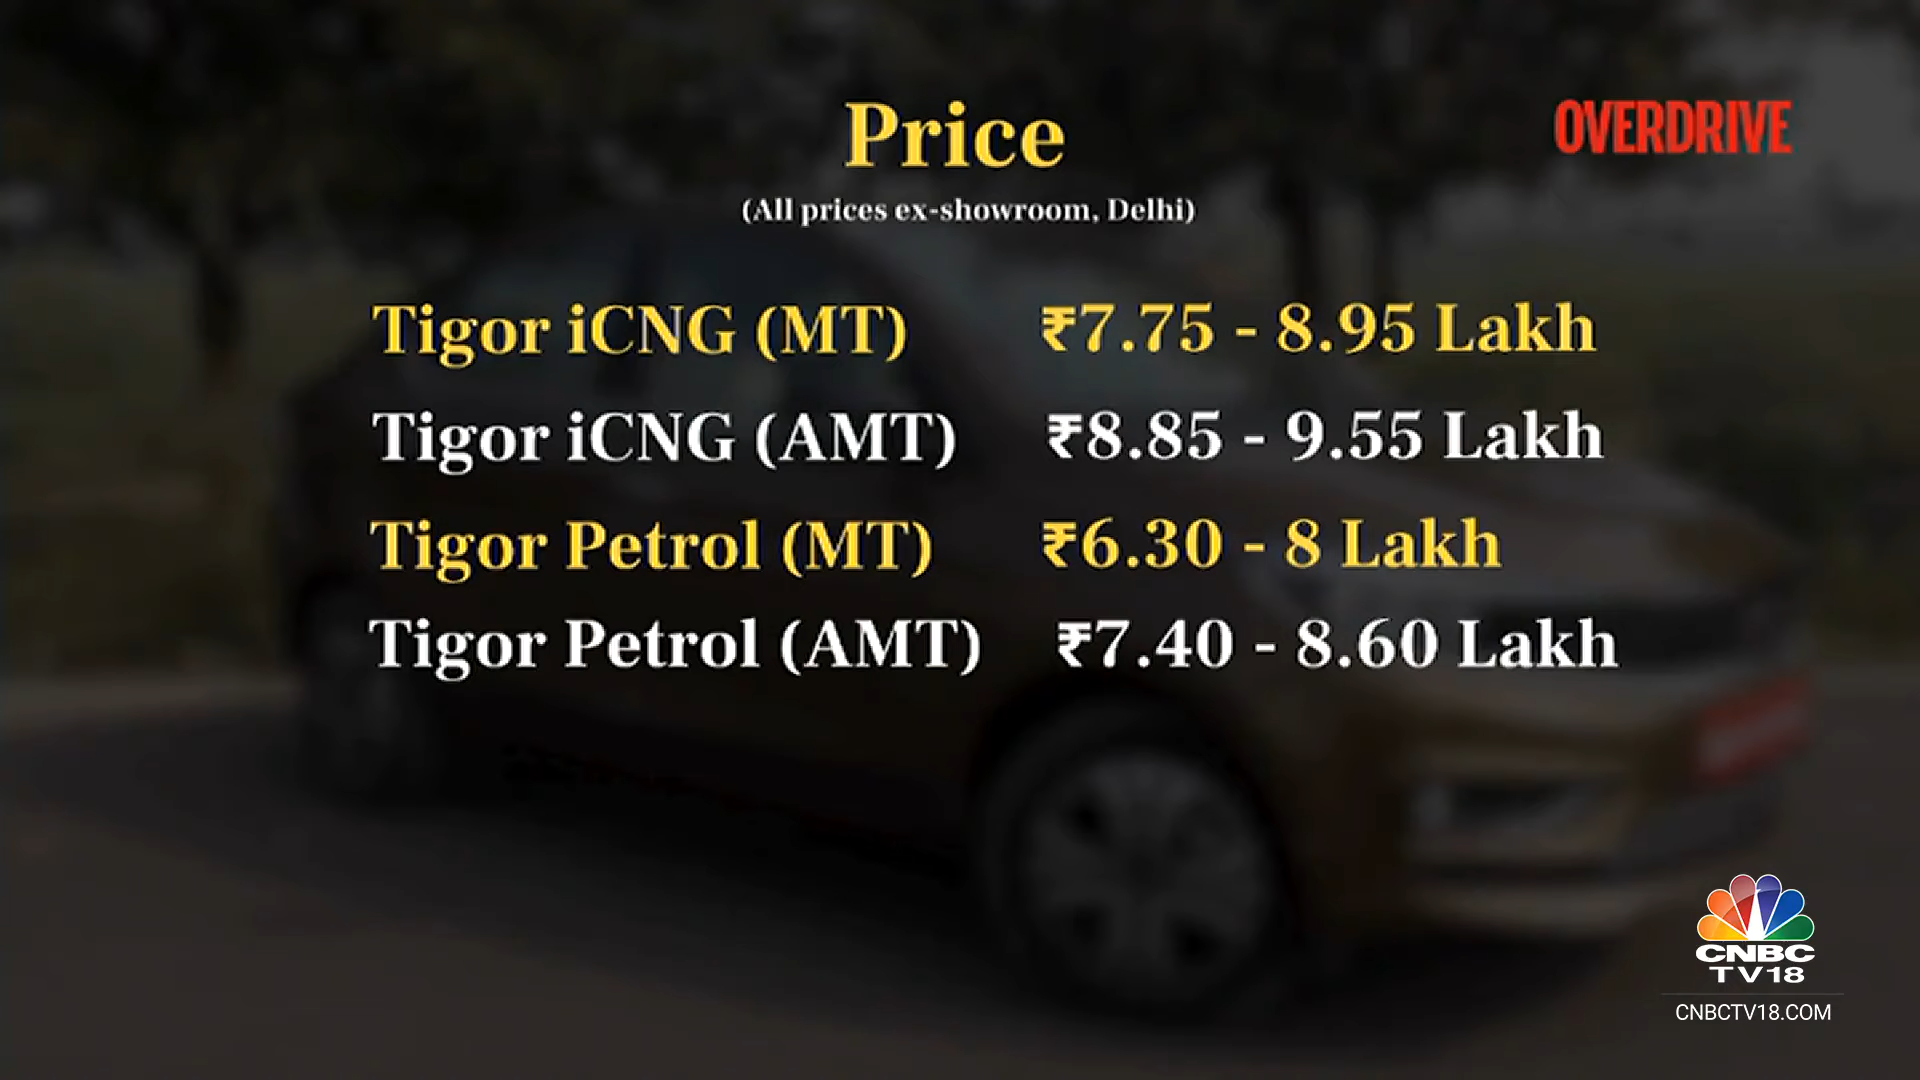 Price
OVERDRIVE
(All prices ex-showroom, Delhi)
Tigor iCNG (MT) ₹7.75 - 8.95 Lakh
Tigor iCNG (AMT) ₹8.85 - 9.55 Lakh
Tigor Petrol (MT) ₹6.30 - 8 Lakh
Tigor Petrol (AMT) ₹7.40 - 8.60 Lakh
CNBC
TV18
CNBCTV18.COM